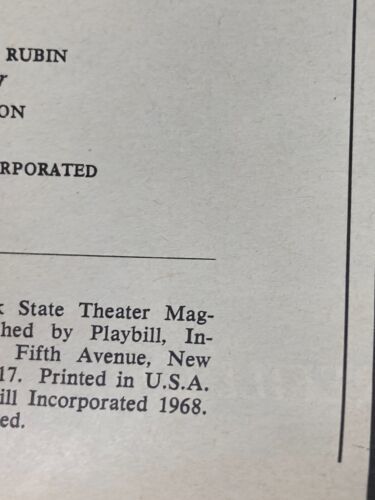 RUBIN
r
ON
RPORATED
k State Theater Mag-
hed by Playbill, In-
Fifth Avenue, New
17. Printed in U.S.A.
ill Incorporated 1968.
ed.